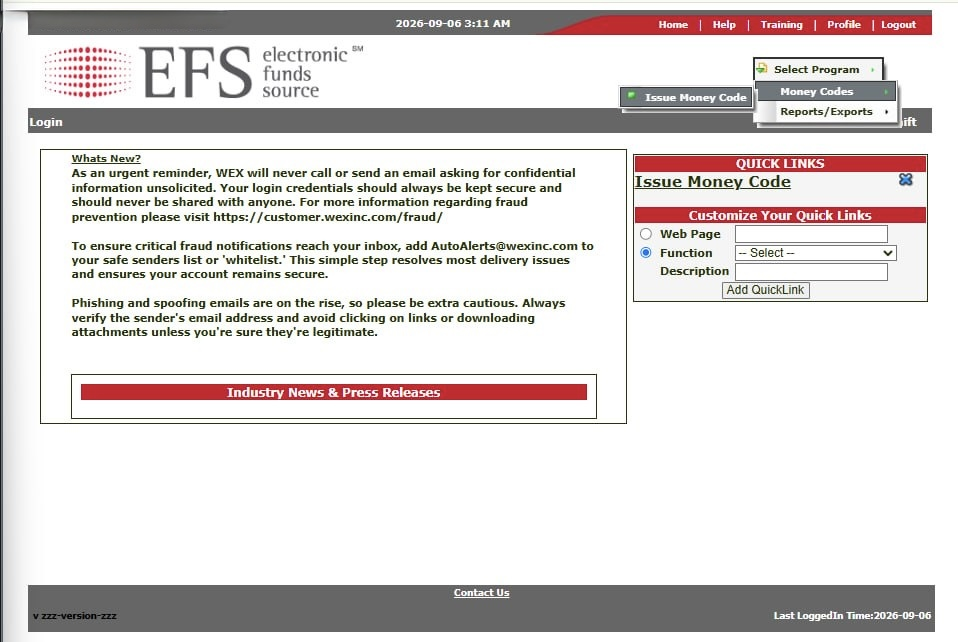 2026-09-06 3:11 AM
Home | Help | Training | Profile | Logout
EFS electronic funds source SM
Select Program
Money Codes
Issue Money Code
Reports/Exports
Login
ift
Whats New?
As an urgent reminder, WEX will never call or send an email asking for confidential
information unsolicited. Your login credentials should always be kept secure and
should never be shared with anyone. For more information regarding fraud
prevention please visit https://customer.wexinc.com/fraud/
To ensure critical fraud notifications reach your inbox, add AutoAlerts@wexinc.com to
your safe senders list or 'whitelist.' This simple step resolves most delivery issues
and ensures your account remains secure.
Phishing and spoofing emails are on the rise, so please be extra cautious. Always
verify the sender's email address and avoid clicking on links or downloading
attachments unless you're sure they're legitimate.
Industry News & Press Releases
QUICK LINKS
Issue Money Code
Customize Your Quick Links
Web Page
Function -- Select --
Description
Add QuickLink
Contact Us
v zzz-version-zzz
Last LoggedIn Time:2026-09-06